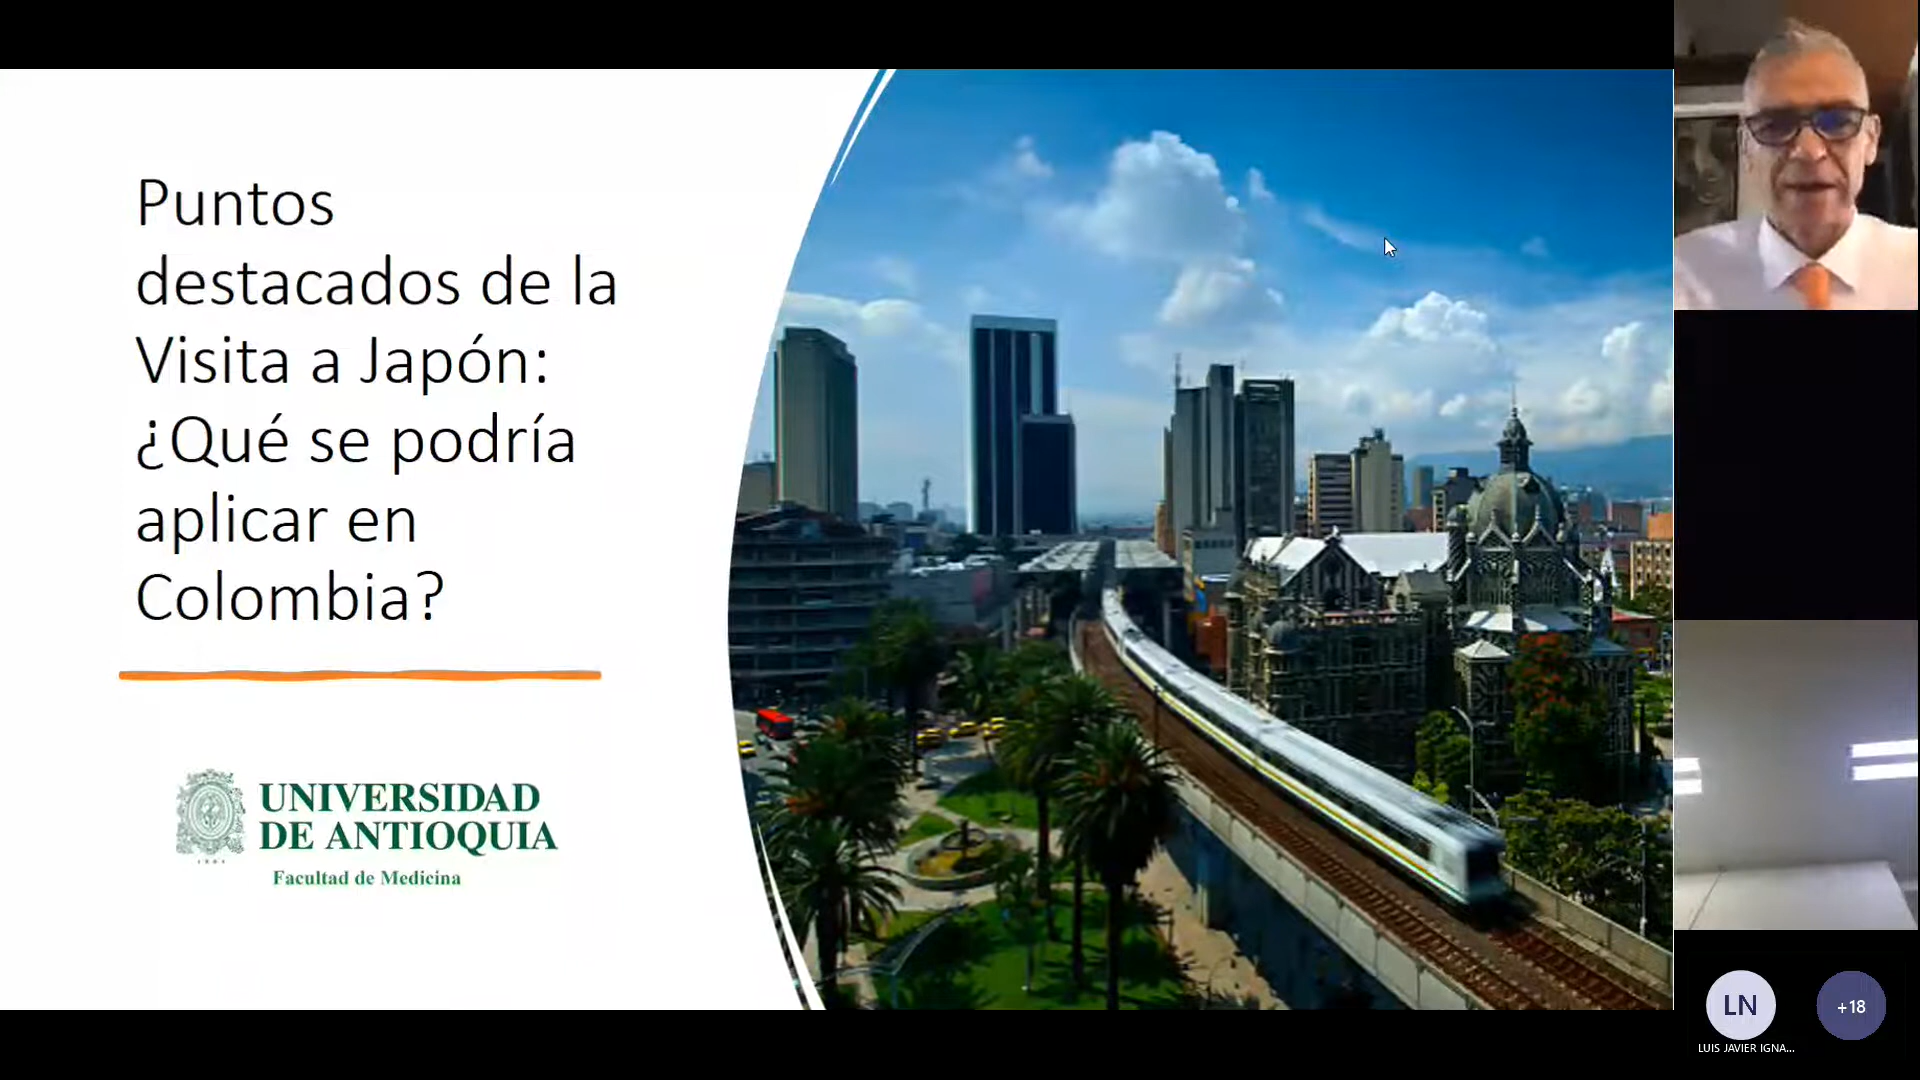 Puntos
destacados de la
Visita a Japón:
¿Qué se podría
aplicar en
Colombia?
UNIVERSIDAD
DE ANTIOQUIA
Facultad de Medicina
LN
+18
LUIS JAVIER IGNA...